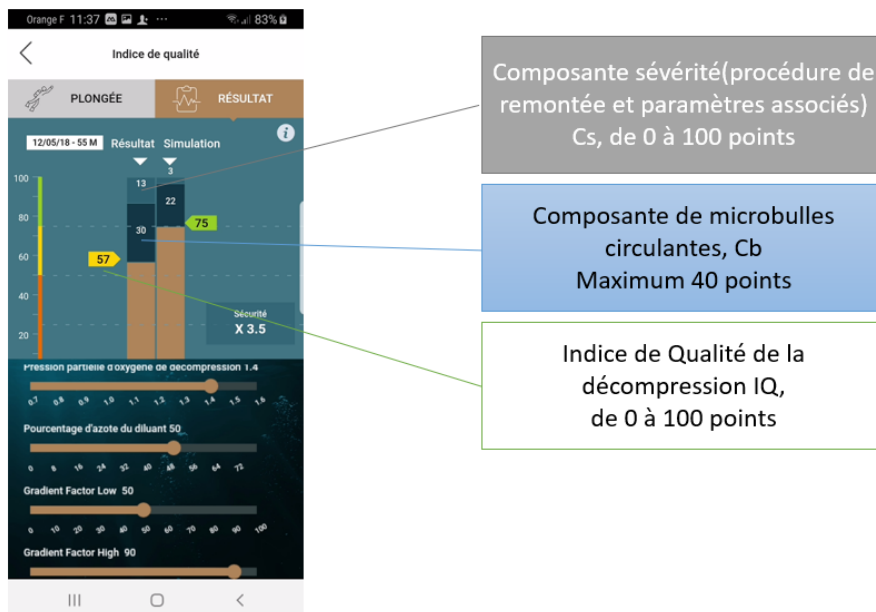 Orange F 11:37 ... 83%
Indice de qualité
PLONGÉE
RÉSULTAT
12/05/18 - 55 M Résultat Simulation
i
100
80
60
40
20
13
30
3
22
57
75
Sécurité
X 3.5
Pression partielle d'oxygène de décompression 1.4
0.7 0.8 0.9 1.0 1.1 1.2 1.3 1.4 1.5 1.6
Pourcentage d'azote du diluant 50
0 8 16 24 32 40 48 56 64 72
Gradient Factor Low 50
0 10 20 30 40 50 60 70 80 90 100
Gradient Factor High 90
Composante sévérité(procédure de
remontée et paramètres associés)
Cs, de 0 à 100 points
Composante de microbulles
circulantes, Cb
Maximum 40 points
Indice de Qualité de la
décompression IQ,
de 0 à 100 points